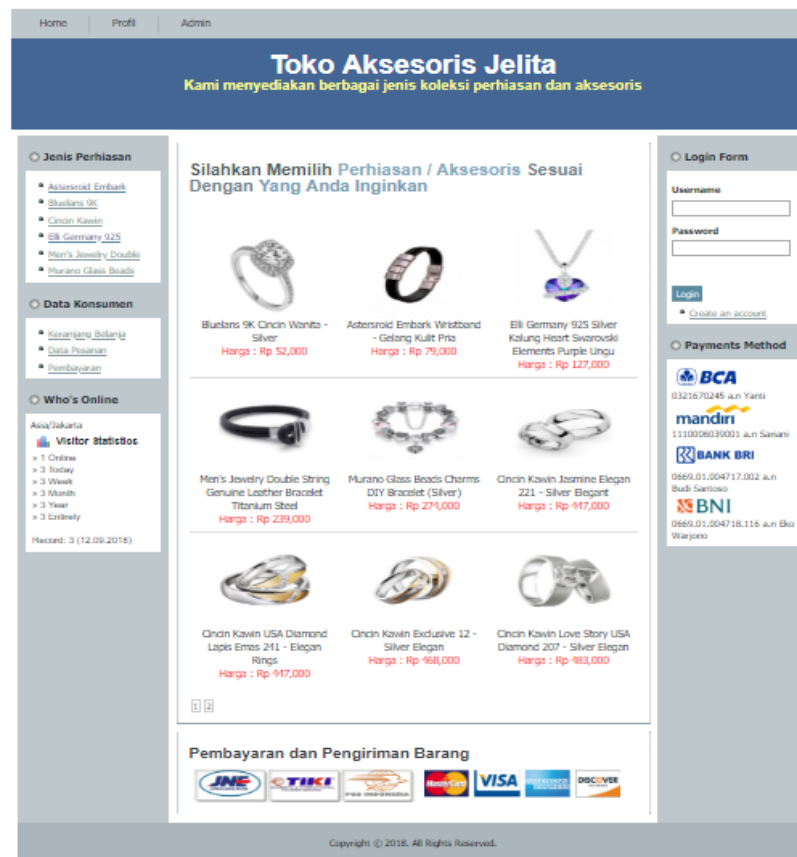 Home Profil Admin
Toko Aksesoris Jelita
Kami menyediakan berbagai jenis koleksi perhiasan dan aksesoris
Jenis Perhiasan
Astersroid Embark
Bluelans 9K
Cincin Kawin
Elli Germany 925
Men's Jewelry Double
Murano Glass Beads
Data Konsumen
Keranjang Belanja
Data Pesanan
Pembayaran
Who's Online
Asia/Jakarta
Visitor Statistics
» 1 Online
» 3 Today
» 3 Week
» 3 Month
» 3 Year
» 3 Entirely
Record: 3 (12.09.2018)
Silahkan Memilih Perhiasan / Aksesoris Sesuai
Dengan Yang Anda Inginkan
Bluelans 9K Cincin Wanita -
Silver
Harga : Rp 52,000
Astersroid Embark Wristband
- Gelang Kulit Pria
Harga : Rp 79,000
Elli Germany 925 Silver
Kalung Heart Swarovski
Elements Purple Ungu
Harga : Rp 127,000
Men's Jewelry Double String
Genuine Leather Bracelet
Titanium Steel
Harga : Rp 239,000
Murano Glass Beads Charms
DIY Bracelet (Silver)
Harga : Rp 274,000
Cincin Kawin Jasmine Elegan
221 - Silver Elegant
Harga : Rp 447,000
Cincin Kawin USA Diamond
Lapis Emas 241 - Elegan
Rings
Harga : Rp 447,000
Cincin Kawin Exclusive 12 -
Silver Elegan
Harga : Rp 468,000
Cincin Kawin Love Story USA
Diamond 207 - Silver Elegan
Harga : Rp 483,000
1 2
Pembayaran dan Pengiriman Barang
JNE TIKI POS INDONESIA MasterCard VISA DISCOVER
Login Form
Username
Password
Login
Create an account
Payments Method
BCA
0321670245 a.n Yanti
mandiri
1110006039001 a.n Sariani
BANK BRI
0669.01.004717.002 a.n
Budi Santoso
BNI
0669.01.004718.116 a.n Eko
Warjono
Copyright © 2018. All Rights Reserved.